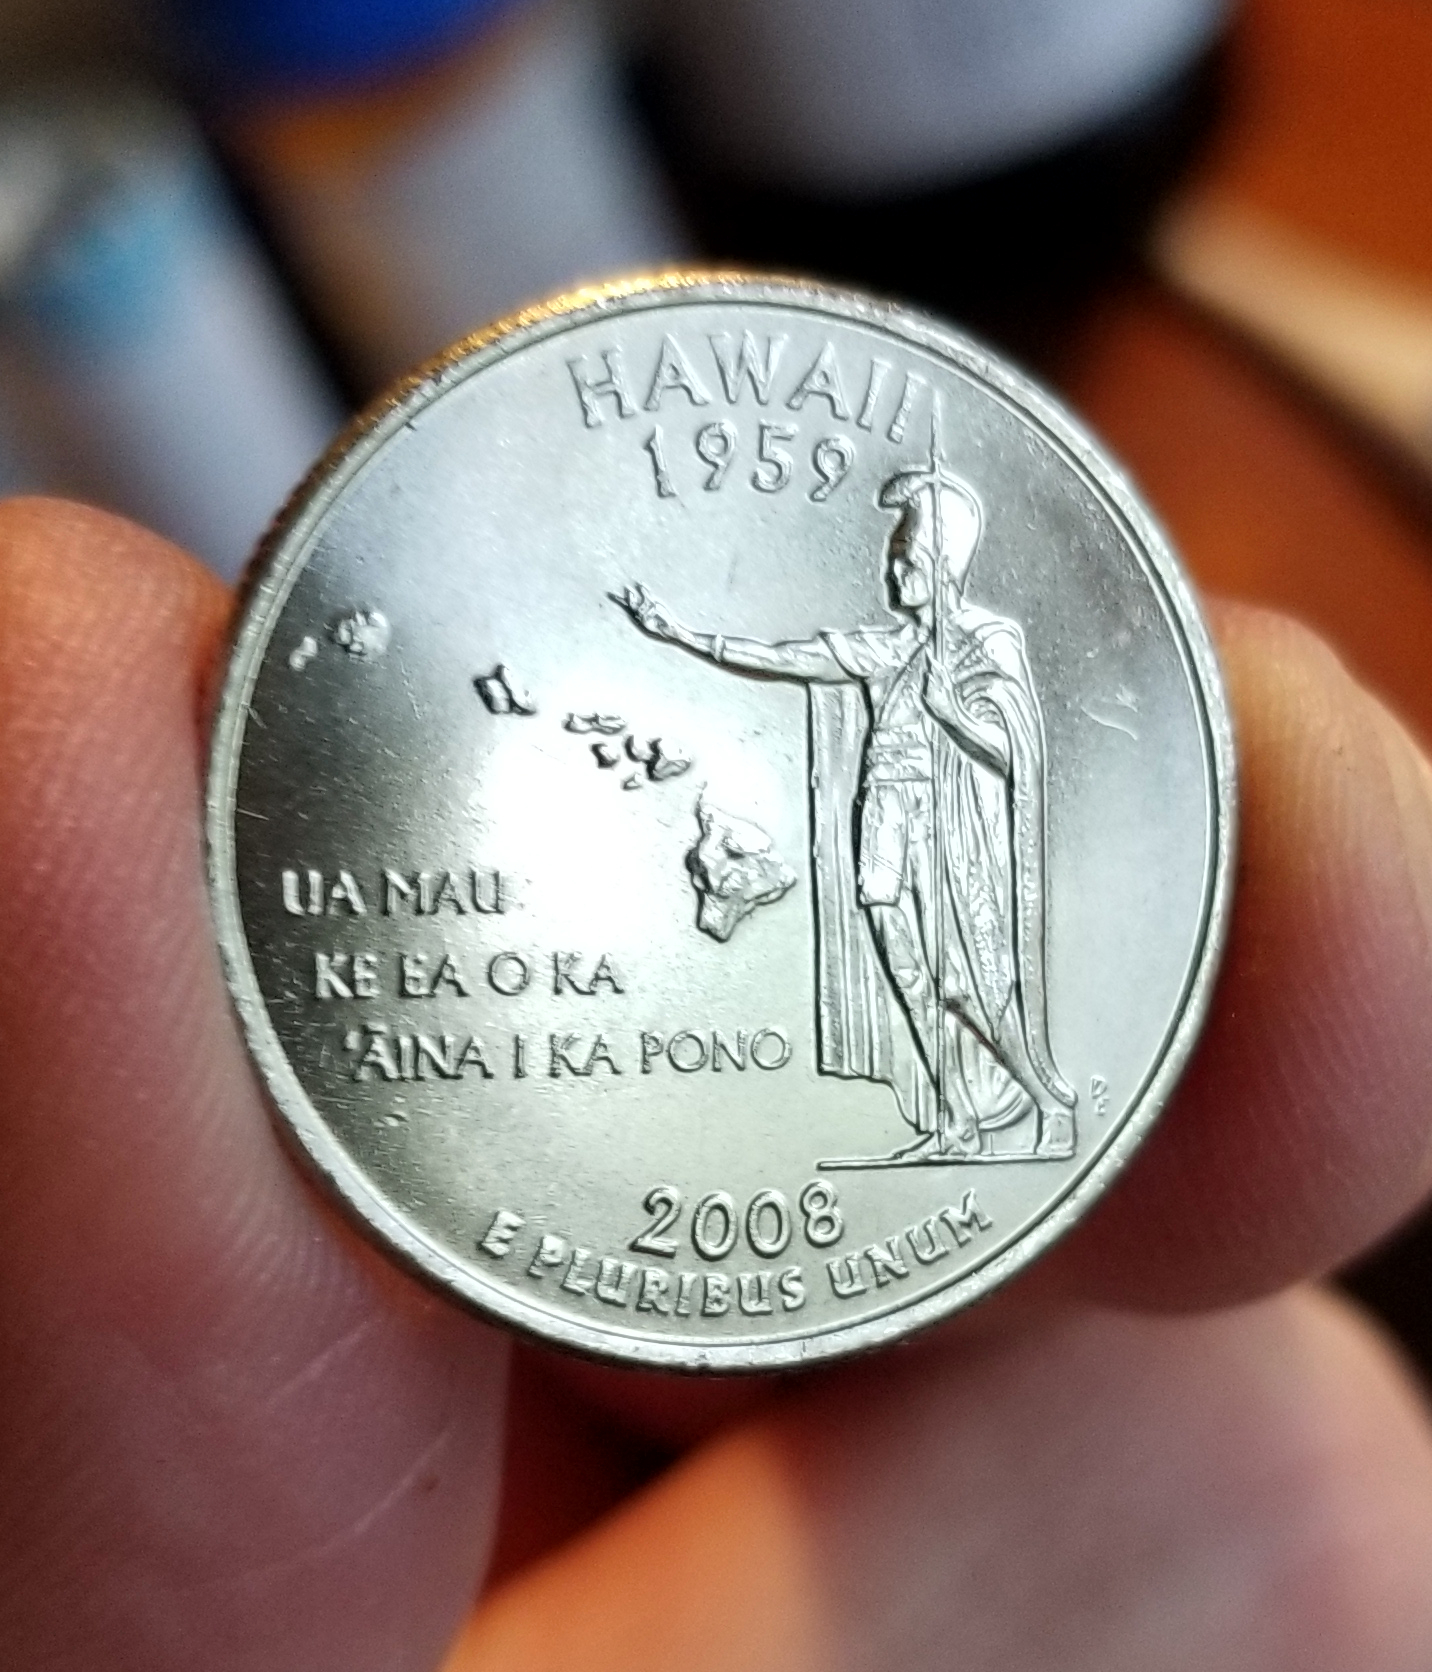 HAWAII
1959
UA MAU
KE EA O KA
ʻĀINA I KA PONO
2008
E PLURIBUS UNUM